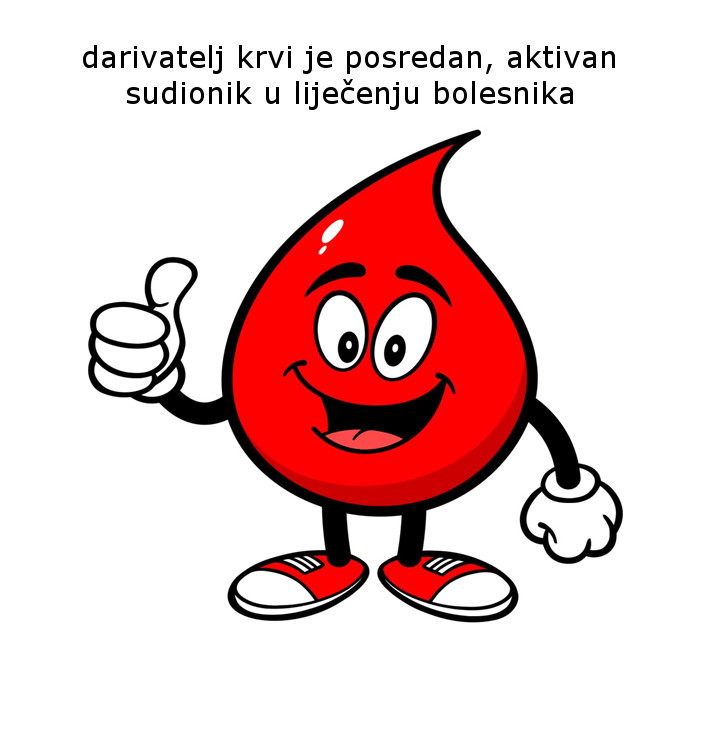 darivatelj krvi je posredan, aktivan
sudionik u liječenju bolesnika